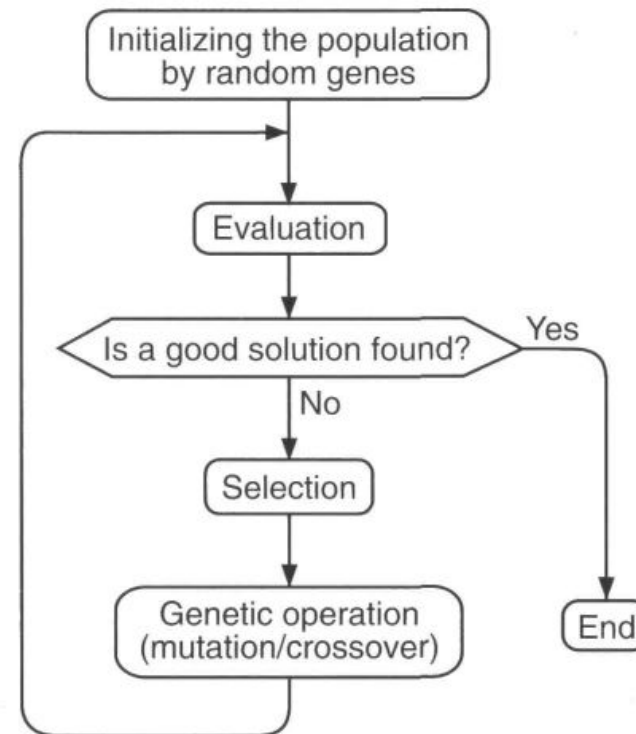 Initializing the population
by random genes
Evaluation
Is a good solution found?
Yes
No
Selection
Genetic operation
(mutation/crossover)
End